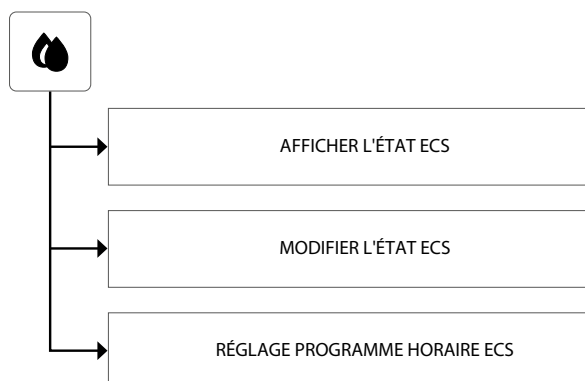 AFFICHER L'ÉTAT ECS
MODIFIER L'ÉTAT ECS
RÉGLAGE PROGRAMME HORAIRE ECS